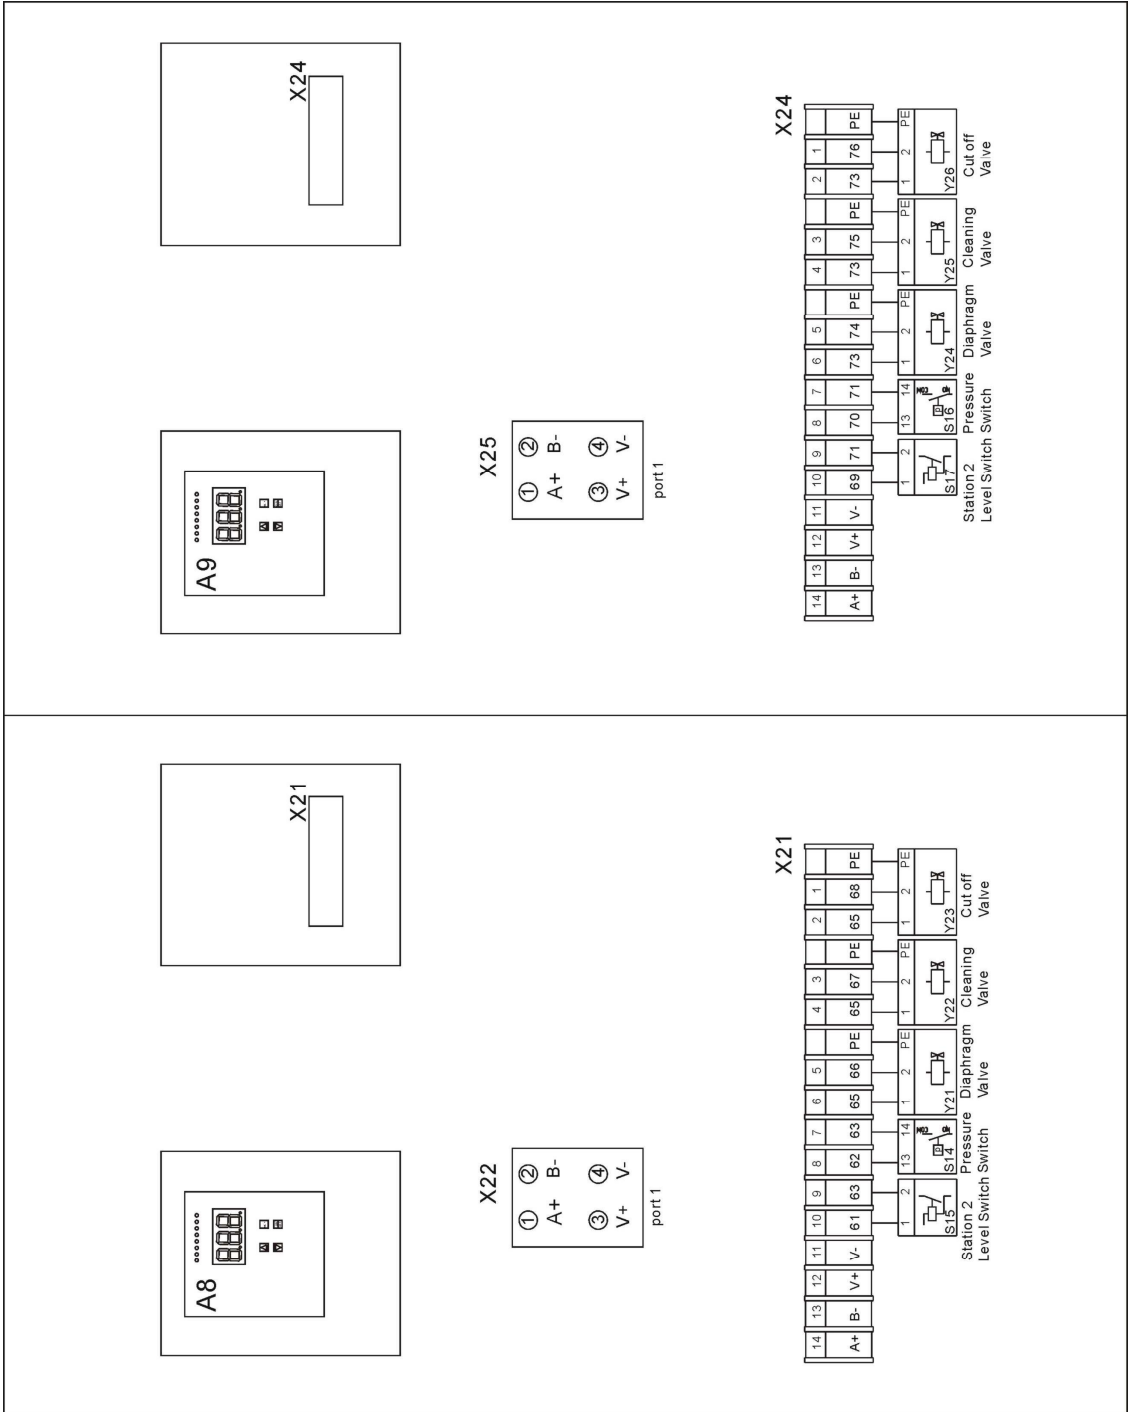 A8
8.8.8.
X21
X22
① ②
A+ B-
③ ④
V+ V-
port 1
X21
14 13 12 11 10 9 8 7 6 5 4 3 2 1
A+ B- V+ V- 61 63 62 63 65 66 PE 65 67 PE 65 68 PE
1 2 13 14 1 2 PE 1 2 PE 1 2 PE
P
S15 S14 Y21 Y22 Y23
Station 2 Pressure Diaphragm Cleaning Cut off
Level Switch Switch Valve Valve Valve
A9
8.8.8.
X24
X25
① ②
A+ B-
③ ④
V+ V-
port 1
X24
14 13 12 11 10 9 8 7 6 5 4 3 2 1
A+ B- V+ V- 69 71 70 71 73 74 PE 73 75 PE 73 76 PE
1 2 13 14 1 2 PE 1 2 PE 1 2 PE
P
S17 S16 Y24 Y25 Y26
Station 2 Pressure Diaphragm Cleaning Cut off
Level Switch Switch Valve Valve Valve